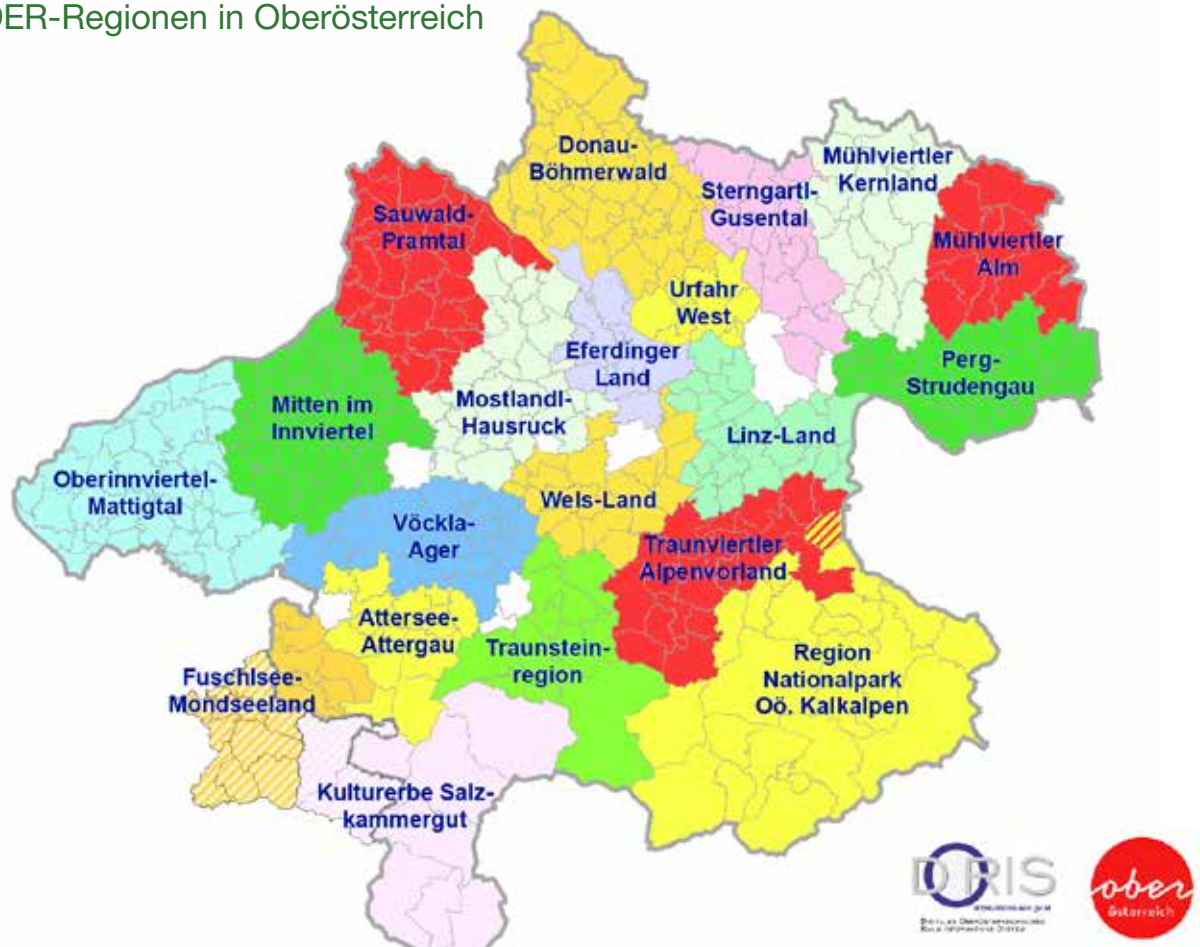 DER-Regionen in Oberösterreich
Donau-
Böhmerwald
Mühlviertler
Kernland
Sterngartl-
Gusental
Sauwald-
Pramtal
Mühlviertler
Alm
Urfahr
West
Eferdinger
Land
Perg-
Strudengau
Mitten im
Innviertel
Mostlandl-
Hausruck
Linz-Land
Oberinnviertel-
Mattigtal
Wels-Land
Vöckla-
Ager
Traunviertler
Alpenvorland
Attersee-
Attergau
Traunstein-
region
Region
Nationalpark
Oö. Kalkalpen
Fuschlsee-
Mondseeland
Kulturerbe Salz-
kammergut
DORIS
ober
österreich